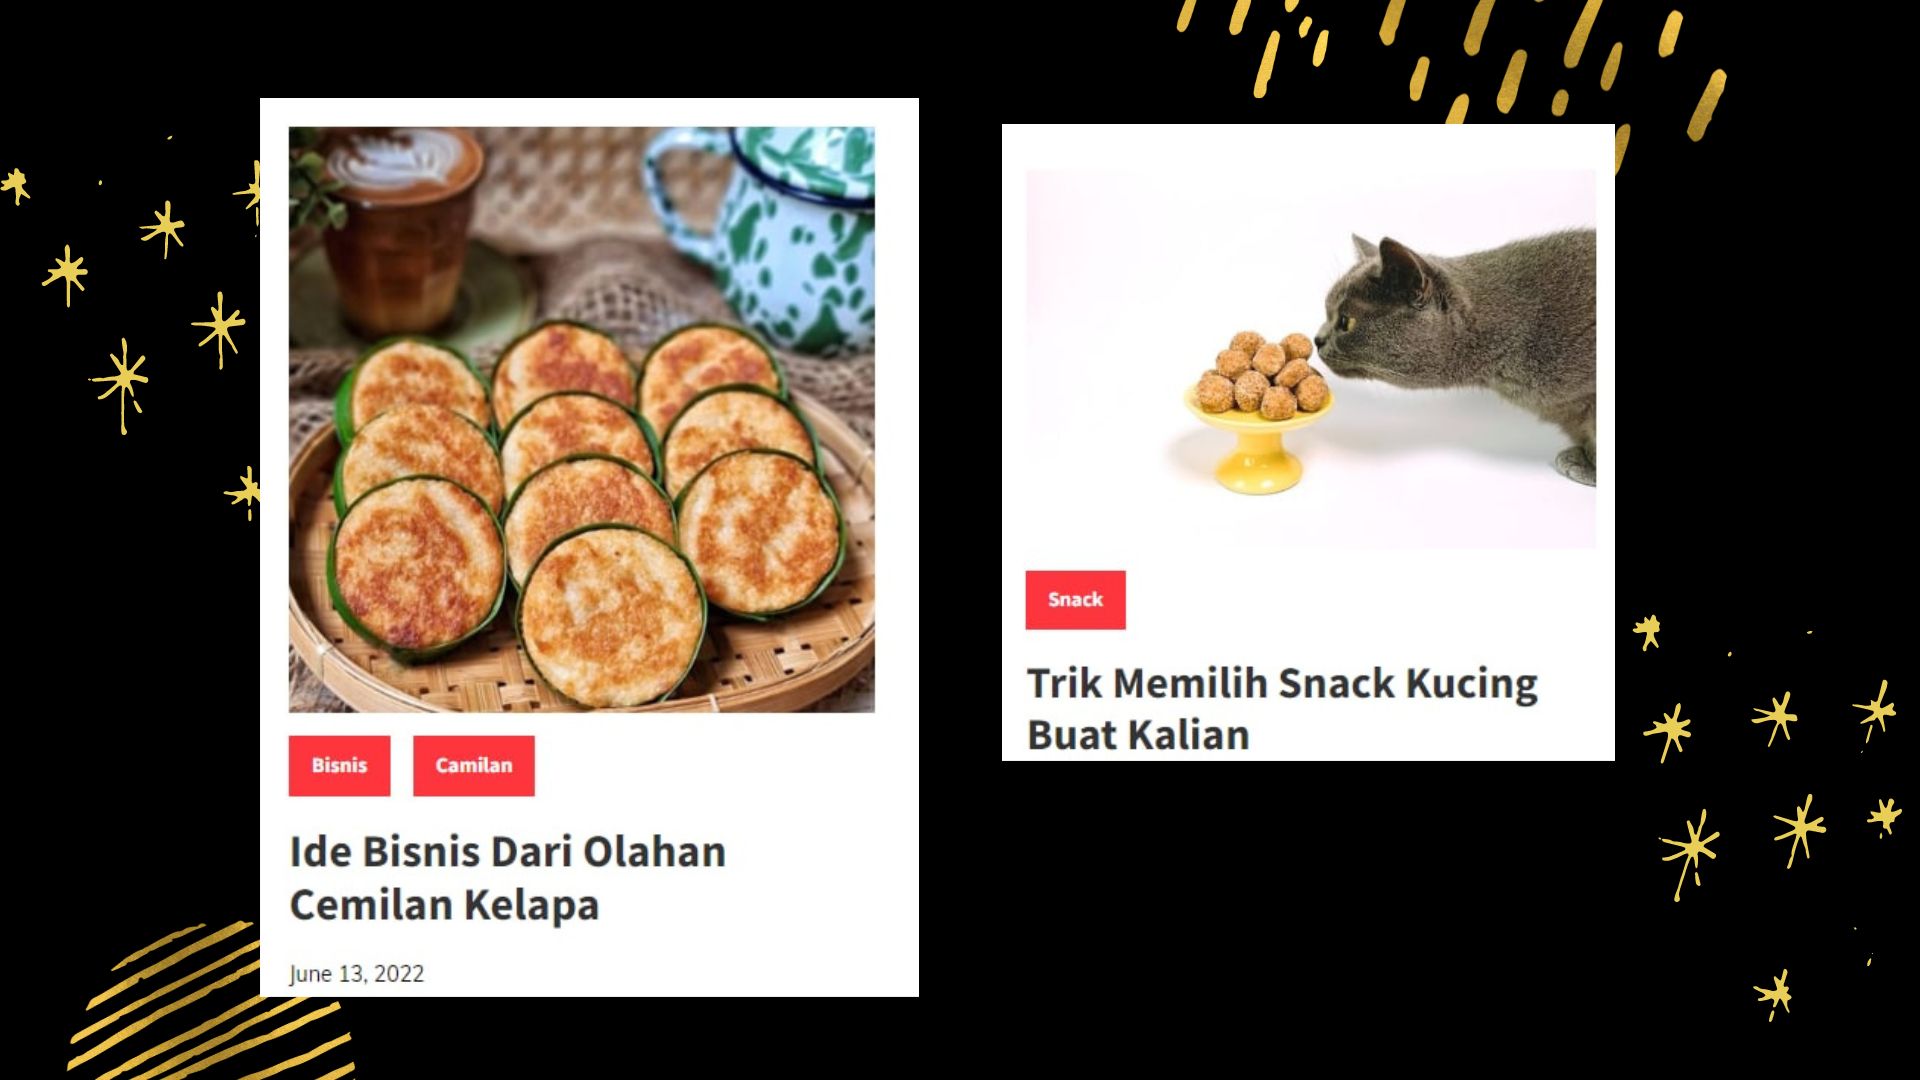 Bisnis
Camilan
Ide Bisnis Dari Olahan
Cemilan Kelapa
June 13, 2022
Snack
Trik Memilih Snack Kucing
Buat Kalian